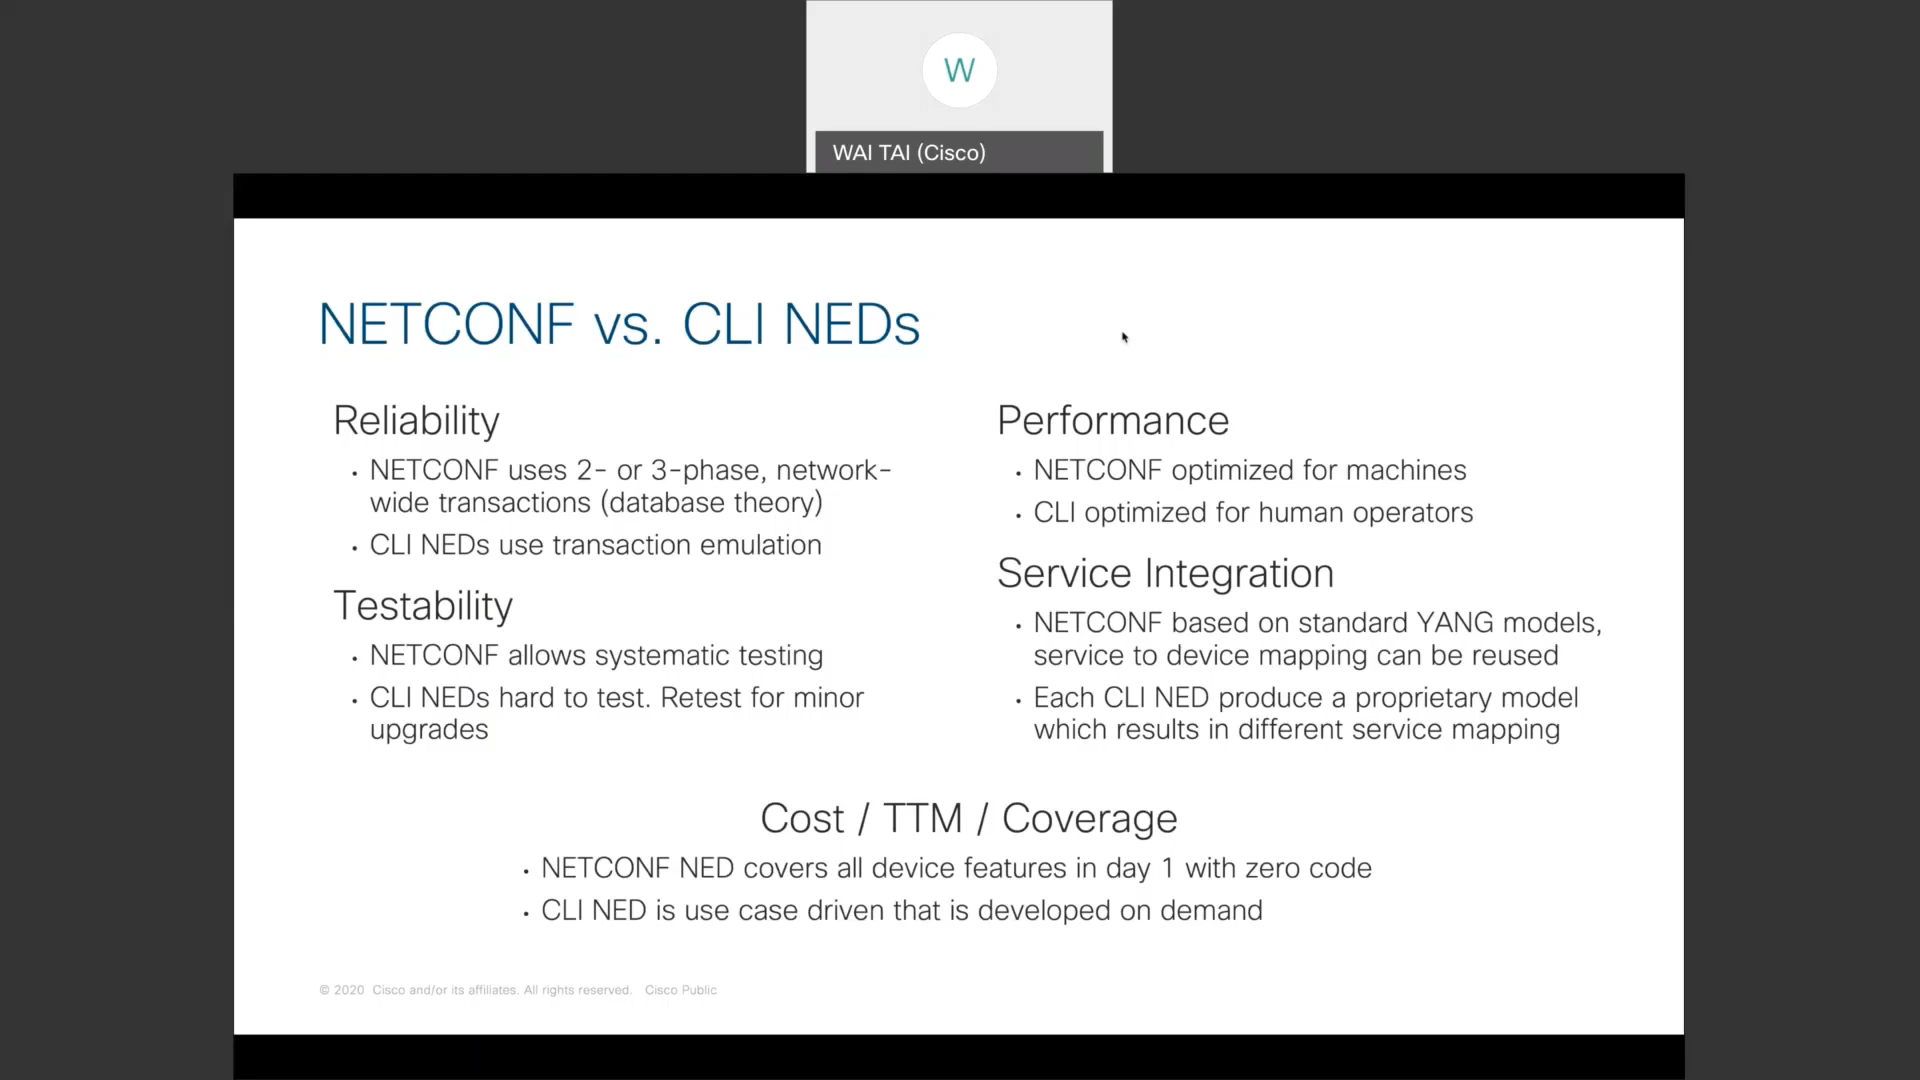 W
WAI TAI (Cisco)
NETCONF vs. CLI NEDs
Reliability
• NETCONF uses 2- or 3-phase, network-
wide transactions (database theory)
• CLI NEDs use transaction emulation
Testability
• NETCONF allows systematic testing
• CLI NEDs hard to test. Retest for minor
upgrades
Performance
• NETCONF optimized for machines
• CLI optimized for human operators
Service Integration
• NETCONF based on standard YANG models,
service to device mapping can be reused
• Each CLI NED produce a proprietary model
which results in different service mapping
Cost / TTM / Coverage
• NETCONF NED covers all device features in day 1 with zero code
• CLI NED is use case driven that is developed on demand
© 2020 Cisco and/or its affiliates. All rights reserved. Cisco Public